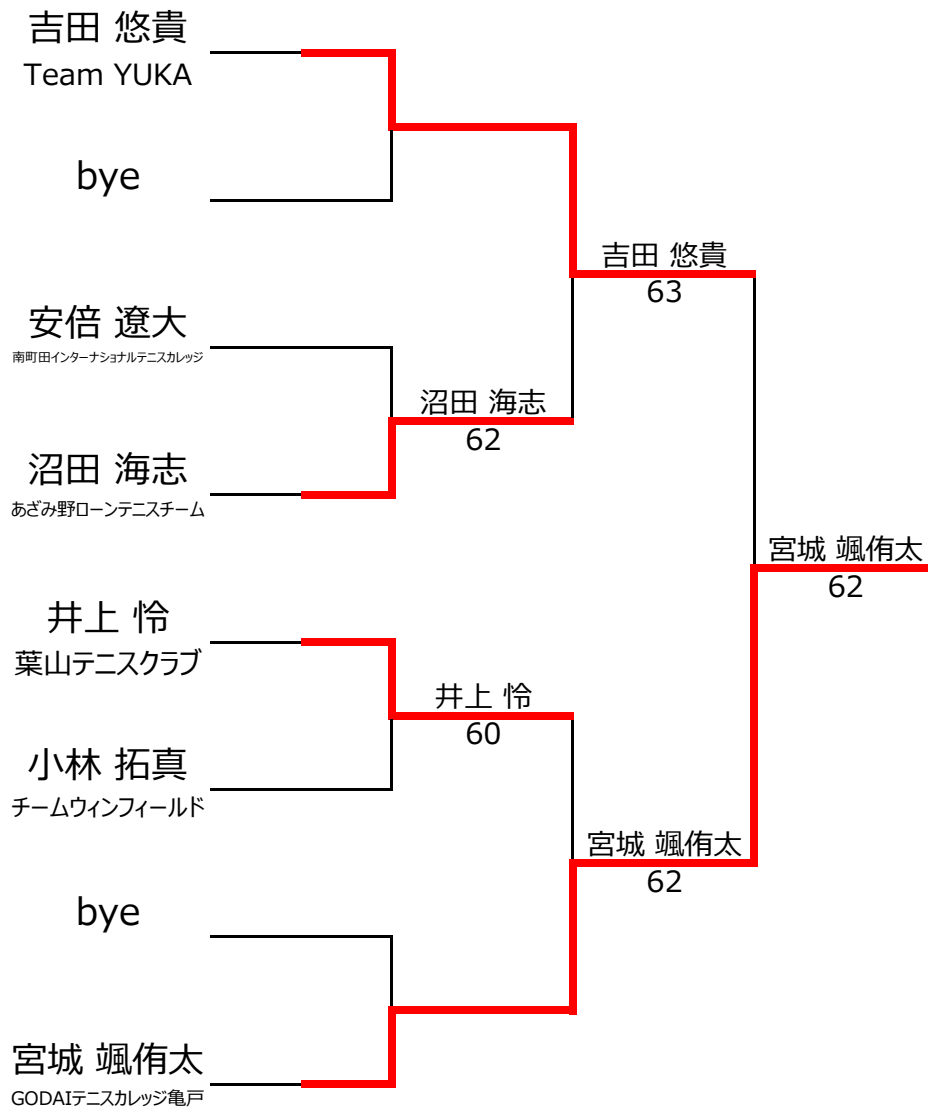 吉田 悠貴
Team YUKA
bye
吉田 悠貴
63
安倍 遼大
南町田インターナショナルテニスカレッジ
沼田 海志
62
沼田 海志
あざみ野ローンテニスチーム
宮城 颯侑太
62
井上 怜
葉山テニスクラブ
井上 怜
60
小林 拓真
チームウィンフィールド
宮城 颯侑太
62
bye
宮城 颯侑太
GODAIテニスカレッジ亀戸